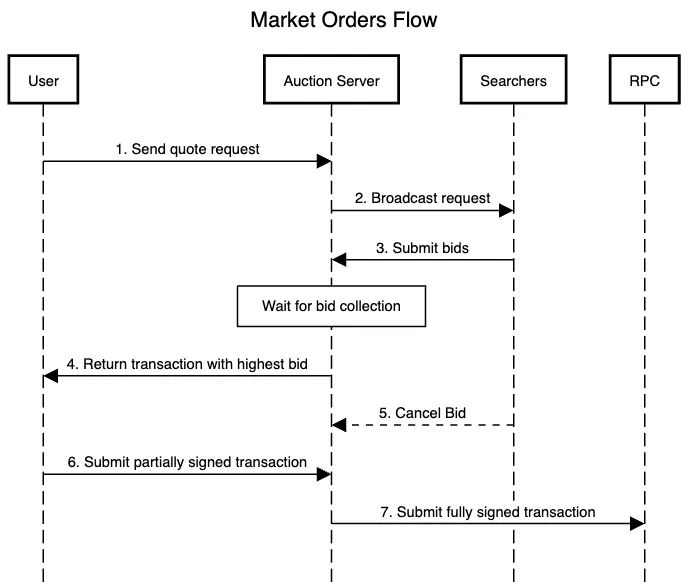 Market Orders Flow
User
Auction Server
Searchers
RPC
1. Send quote request
2. Broadcast request
3. Submit bids
Wait for bid collection
4. Return transaction with highest bid
5. Cancel Bid
6. Submit partially signed transaction
7. Submit fully signed transaction